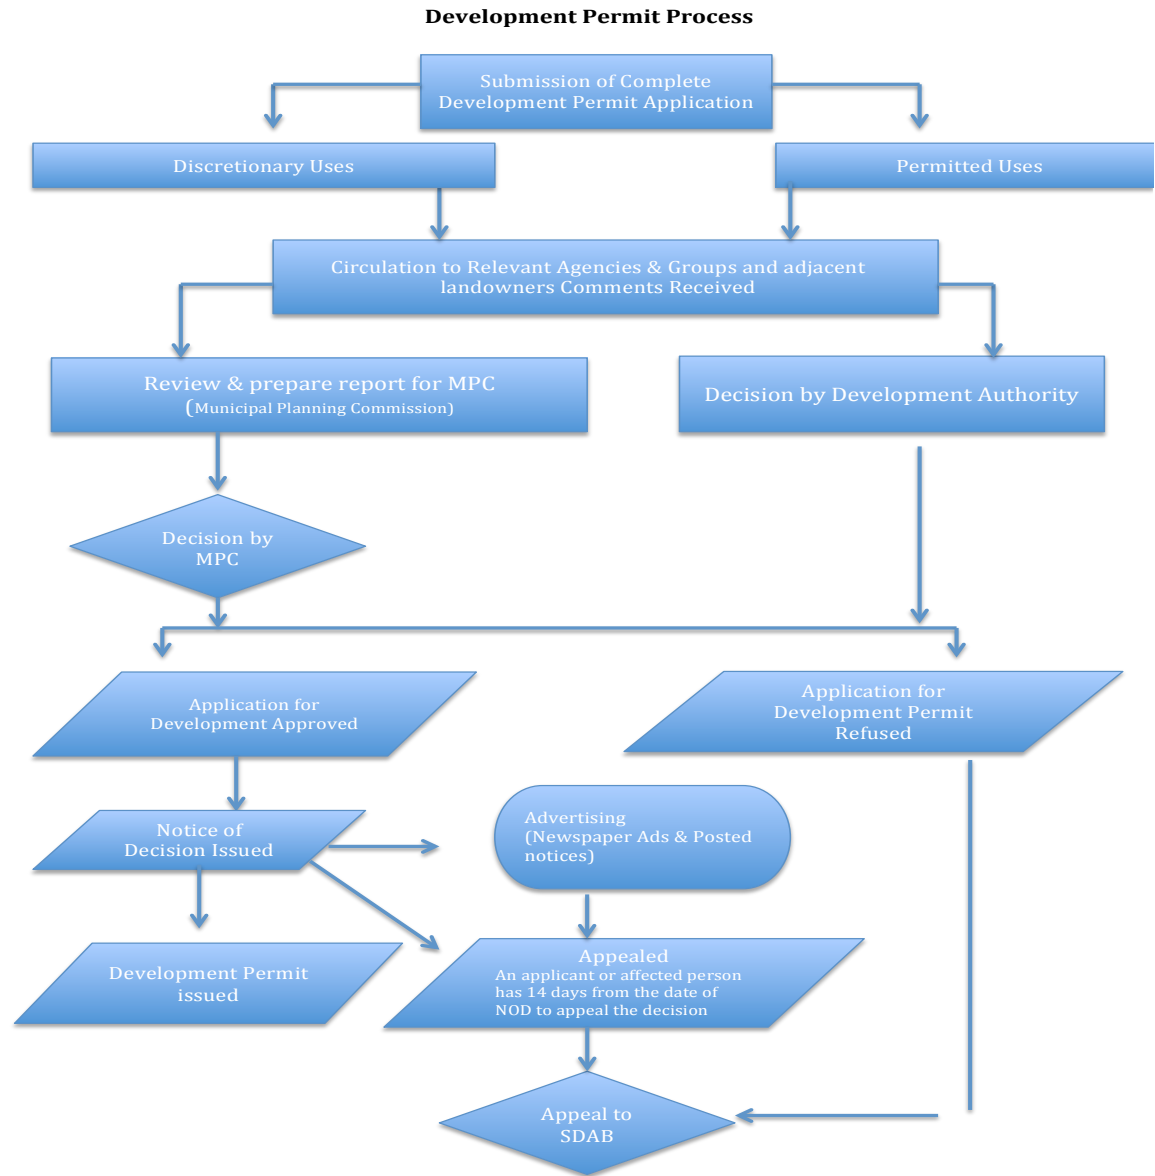 Development Permit Process
Submission of Complete
Development Permit Application
Discretionary Uses
Permitted Uses
Circulation to Relevant Agencies & Groups and adjacent
landowners Comments Received
Review & prepare report for MPC
(Municipal Planning Commission)
Decision by Development Authority
Decision by
MPC
Application for
Development Approved
Application for
Development Permit
Refused
Notice of
Decision Issued
Advertising
(Newspaper Ads & Posted
notices)
Development Permit
issued
Appealed
An applicant or affected person
has 14 days from the date of
NOD to appeal the decision
Appeal to
SDAB